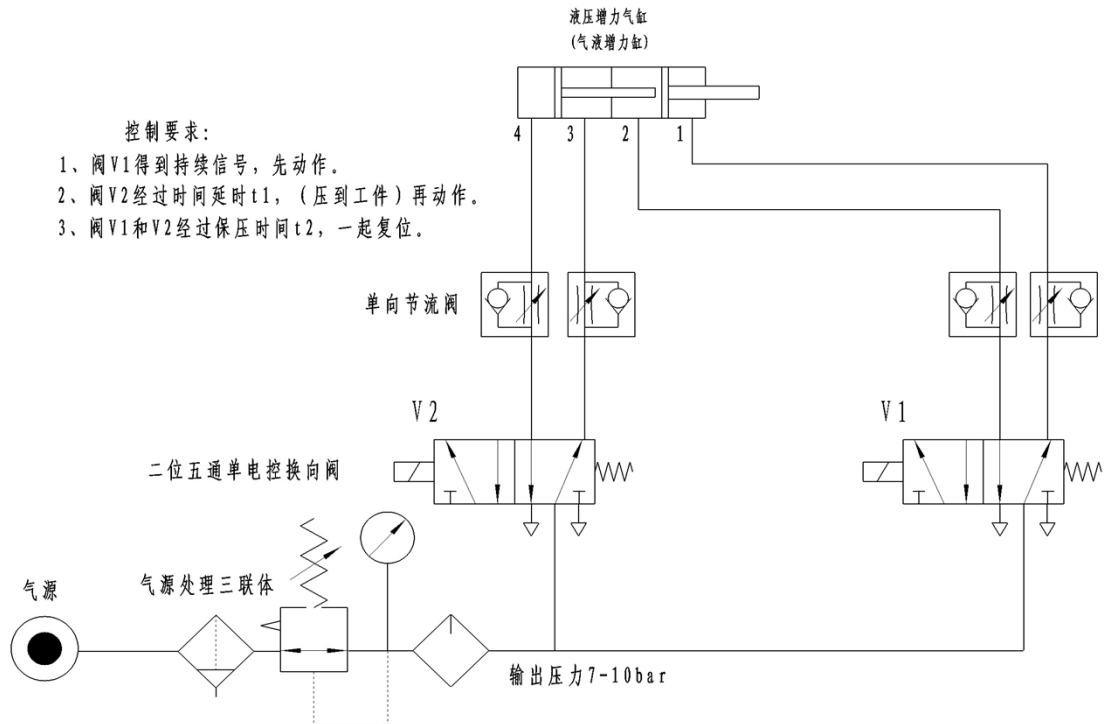 液压增力气缸
(气液增力缸)
4 3 2 1
控制要求:
1、阀V1得到持续信号，先动作。
2、阀V2经过时间延时t1，(压到工件)再动作。
3、阀V1和V2经过保压时间t2，一起复位。
单向节流阀
V2
V1
二位五通单电控换向阀
气源
气源处理三联体
输出压力7-10bar